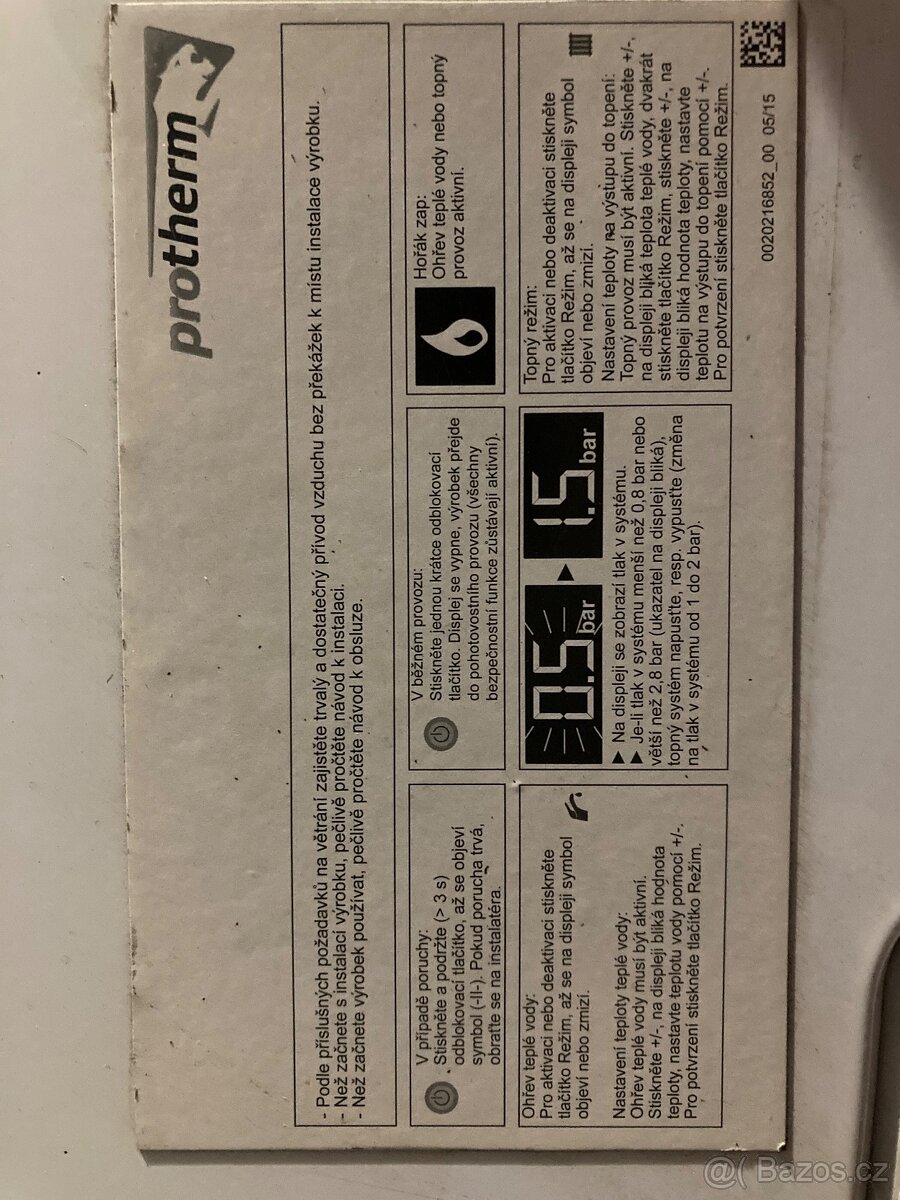 protherm
- Podle příslušných požadavků na větrání zajistěte trvalý a dostatečný přívod vzduchu bez překážek k místu instalace výrobku.
- Než začnete s instalací výrobku, pečlivě pročtěte návod k instalaci.
- Než začnete výrobek používat, pečlivě pročtěte návod k obsluze.
V případě poruchy:
Stiskněte a podržte (> 3 s)
odblokovací tlačítko, až se objeví
symbol (-II-). Pokud porucha trvá,
obraťte se na instalatéra.
V běžném provozu:
Stiskněte jednou krátce odblokovací
tlačítko. Displej se vypne, výrobek přejde
do pohotovostního provozu (všechny
bezpečnostní funkce zůstávají aktivní).
Hořák zap:
Ohřev teplé vody nebo topný
provoz aktivní.
Ohřev teplé vody:
Pro aktivaci nebo deaktivaci stiskněte
tlačítko Režim, až se na displeji symbol
objeví nebo zmizí.
Nastavení teploty teplé vody:
Ohřev teplé vody musí být aktivní.
Stiskněte +/-, na displeji bliká hodnota
teploty, nastavte teplotu vody pomocí +/-.
Pro potvrzení stiskněte tlačítko Režim.
0.5 bar ► 1.5 bar
► Na displeji se zobrazí tlak v systému.
► Je-li tlak v systému menší než 0,8 bar nebo
větší než 2,8 bar (ukazatel na displeji bliká),
topný systém napusťte, resp. vypusťte (změna
na tlak v systému od 1 do 2 bar).
Topný režim:
Pro aktivaci nebo deaktivaci stiskněte
tlačítko Režim, až se na displeji symbol
objeví nebo zmizí.
Nastavení teploty na výstupu do topení:
Topný provoz musí být aktivní. Stiskněte +/-,
na displeji bliká teplota teplé vody, dvakrát
stiskněte tlačítko Režim, stiskněte +/-, na
displeji bliká hodnota teploty, nastavte
teplotu na výstupu do topení pomocí +/-.
Pro potvrzení stiskněte tlačítko Režim.
0020216852_00 05/15
@( Bazos.cz